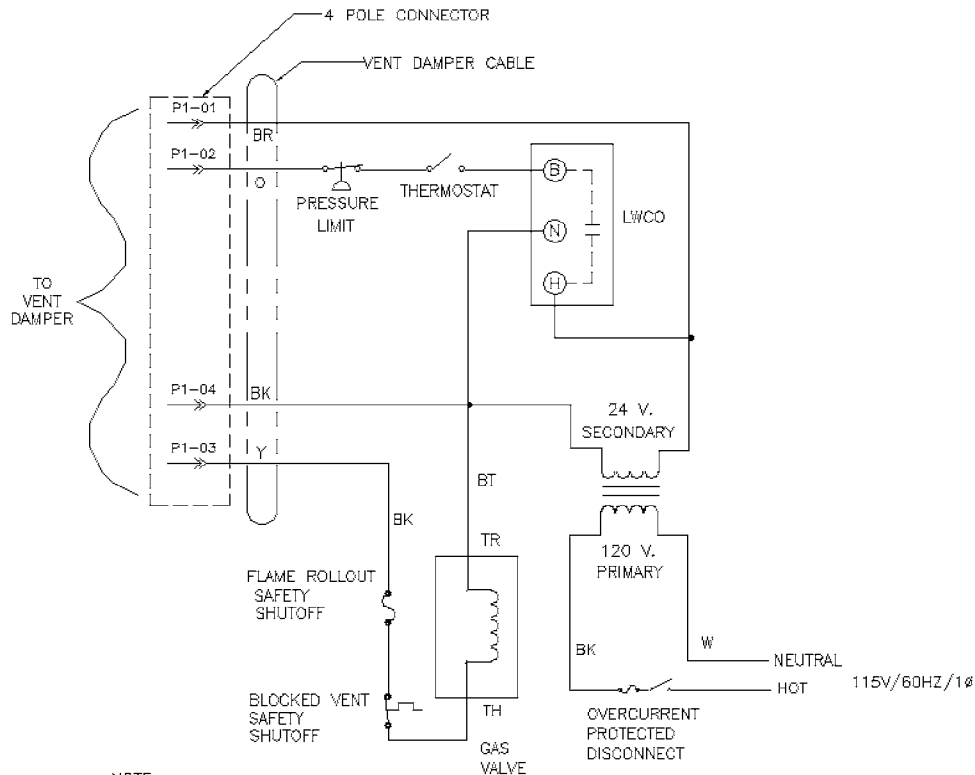 4 POLE CONNECTOR
VENT DAMPER CABLE
P1-01
BR
P1-02
O
PRESSURE
LIMIT
THERMOSTAT
B
N
H
LWCO
TO
VENT
DAMPER
P1-04
BK
24 V.
SECONDARY
P1-03
Y
BT
BK
TR
120 V.
PRIMARY
FLAME ROLLOUT
SAFETY
SHUTOFF
BK
W
NEUTRAL
HOT
115V/60HZ/1ø
BLOCKED VENT
SAFETY
SHUTOFF
TH
GAS
VALVE
OVERCURRENT
PROTECTED
DISCONNECT